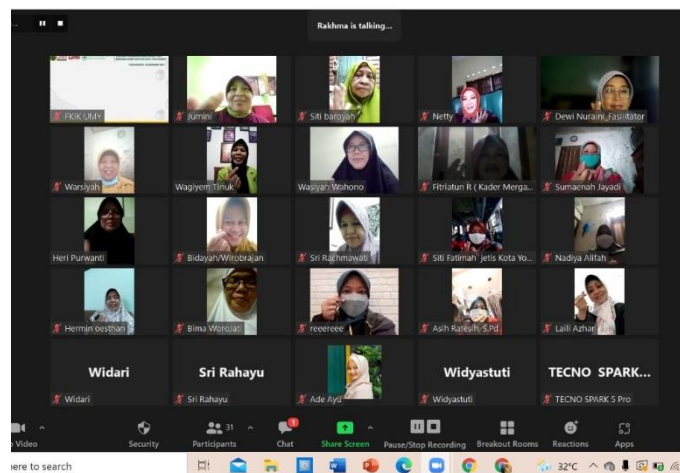 Rakhma is talking...
FKIK UMY
Jumini
Siti baroyah
Netty
Dewi Nuraini_Fasilitator
Warsiyah
Wagiyem Tinuk
Wasiyah Wahono
Fitriatun R ( Kader Merga...
Sumaenah Jayadi
Heri Purwanti
Bidayah/Wirobrajan
Sri Rachmawati
Siti Fatimah jetis Kota Yo...
Nadiya Alifah
Hermin oesthan
Bima Worojati
reeereee
Asih Ratesih, S.Pd
Laili Azhar
Widari
Widari
Sri Rahayu
Sri Rahayu
Ade Ayu
Widyastuti
Widyastuti
TECNO SPARK...
TECNO SPARK 5 Pro
Video
Security
31
Participants
Chat
Share Screen
Pause/Stop Recording
Breakout Rooms
Reactions
Apps
here to search
32°C